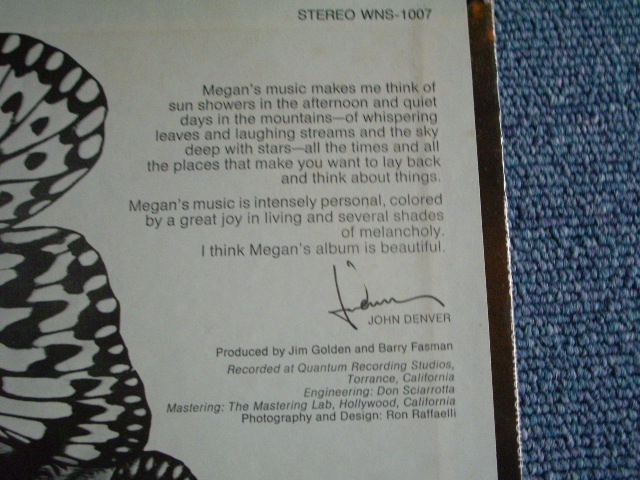 STEREO WNS-1007
Megan's music makes me think of
sun showers in the afternoon and quiet
days in the mountains—of whispering
leaves and laughing streams and the sky
deep with stars—all the times and all
the places that make you want to lay back
and think about things.
Megan's music is intensely personal, colored
by a great joy in living and several shades
of melancholy.
I think Megan's album is beautiful.
JOHN DENVER
Produced by Jim Golden and Barry Fasman
Recorded at Quantum Recording Studios,
Torrance, California
Engineering: Don Sciarrotta
Mastering: The Mastering Lab, Hollywood, California
Photography and Design: Ron Raffaelli